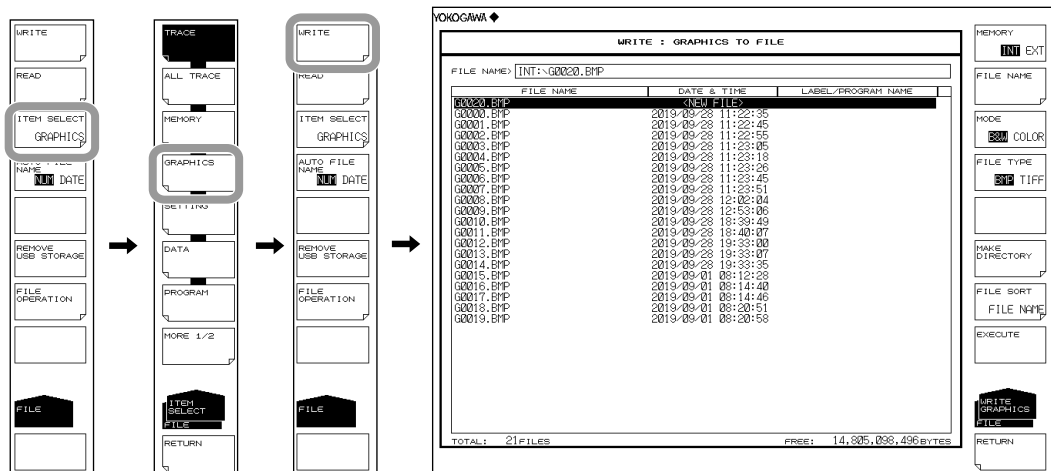 WRITE
READ
ITEM SELECT
GRAPHICS
AUTO FILE
NAME
NUM DATE
REMOVE
USB STORAGE
FILE
OPERATION
FILE
TRACE
ALL TRACE
MEMORY
GRAPHICS
SETTING
DATA
PROGRAM
MORE 1/2
ITEM
SELECT
FILE
RETURN
WRITE
READ
ITEM SELECT
GRAPHICS
AUTO FILE
NAME
NUM DATE
REMOVE
USB STORAGE
FILE
OPERATION
FILE
YOKOGAWA
WRITE : GRAPHICS TO FILE
FILE NAME> INT:\G0020.BMP
FILE NAME DATE & TIME LABEL/PROGRAM NAME
G0020.BMP <NEW FILE>
G0000.BMP 2019/09/28 11:22:35
G0001.BMP 2019/09/28 11:22:45
G0002.BMP 2019/09/28 11:22:55
G0003.BMP 2019/09/28 11:23:05
G0004.BMP 2019/09/28 11:23:18
G0005.BMP 2019/09/28 11:23:26
G0006.BMP 2019/09/28 11:23:45
G0007.BMP 2019/09/28 11:23:51
G0008.BMP 2019/09/28 12:02:04
G0009.BMP 2019/09/28 12:53:06
G0010.BMP 2019/09/28 18:39:49
G0011.BMP 2019/09/28 18:40:07
G0012.BMP 2019/09/28 19:33:00
G0013.BMP 2019/09/28 19:33:07
G0014.BMP 2019/09/28 19:33:35
G0015.BMP 2019/09/01 08:12:28
G0016.BMP 2019/09/01 08:14:40
G0017.BMP 2019/09/01 08:14:46
G0018.BMP 2019/09/01 08:20:51
G0019.BMP 2019/09/01 08:20:58
TOTAL: 21FILES FREE: 14,805,098,496BYTES
MEMORY
INT EXT
FILE NAME
MODE
B&W COLOR
FILE TYPE
BMP TIFF
MAKE
DIRECTORY
FILE SORT
FILE NAME
EXECUTE
WRITE
GRAPHICS
FILE
RETURN